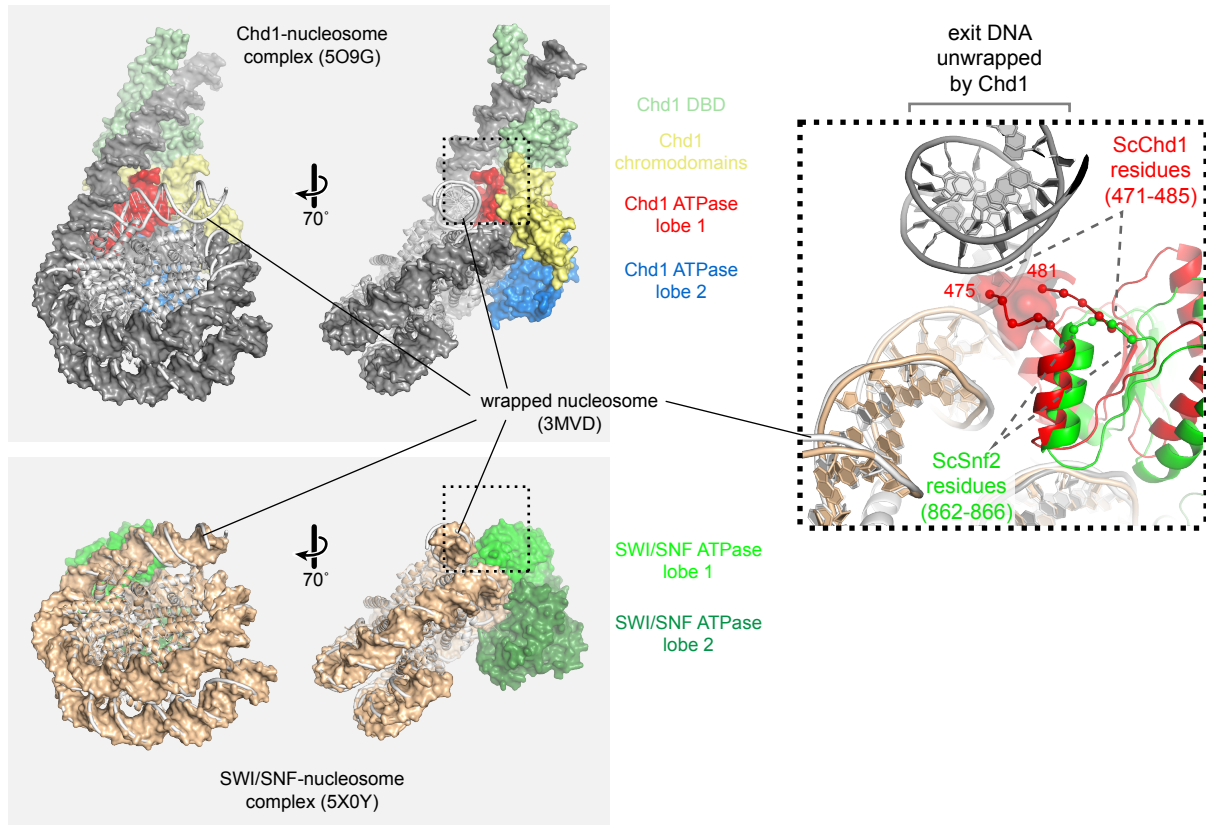 Chd1-nucleosome
complex (5O9G)
70°
Chd1 DBD
Chd1
chromodomains
Chd1 ATPase
lobe 1
Chd1 ATPase
lobe 2
exit DNA
unwrapped
by Chd1
ScChd1
residues
(471-485)
481
475
ScSnf2
residues
(862-866)
wrapped nucleosome
(3MVD)
70°
SWI/SNF ATPase
lobe 1
SWI/SNF ATPase
lobe 2
SWI/SNF-nucleosome
complex (5X0Y)